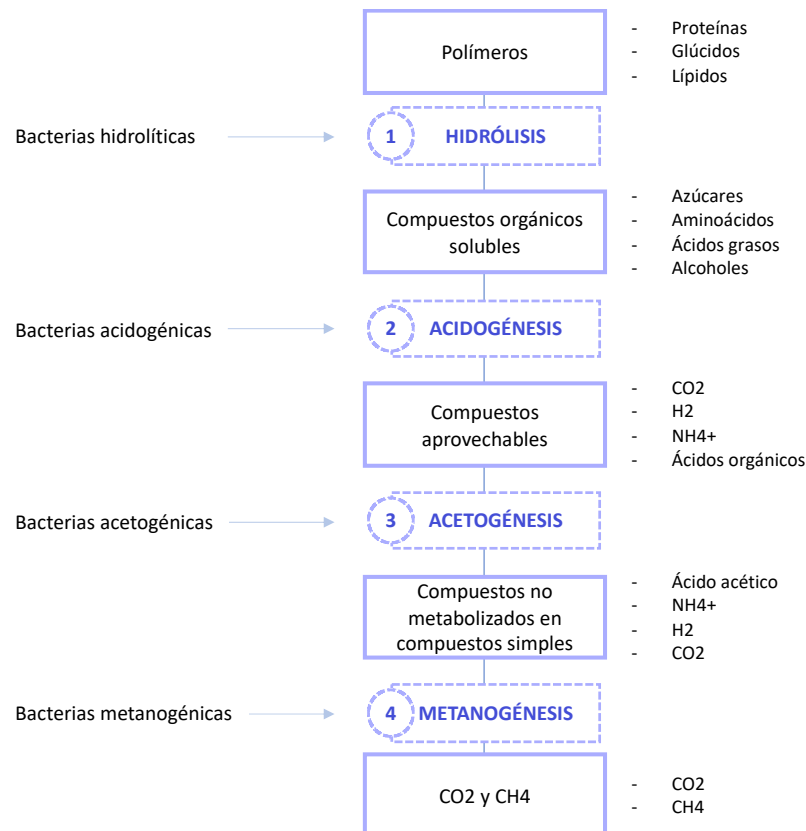 Polímeros
- Proteínas
- Glúcidos
- Lípidos
Bacterias hidrolíticas
1 HIDRÓLISIS
Compuestos orgánicos
solubles
- Azúcares
- Aminoácidos
- Ácidos grasos
- Alcoholes
Bacterias acidogénicas
2 ACIDOGÉNESIS
Compuestos
aprovechables
- CO2
- H2
- NH4+
- Ácidos orgánicos
Bacterias acetogénicas
3 ACETOGÉNESIS
Compuestos no
metabolizados en
compuestos simples
- Ácido acético
- NH4+
- H2
- CO2
Bacterias metanogénicas
4 METANOGÉNESIS
CO2 y CH4
- CO2
- CH4